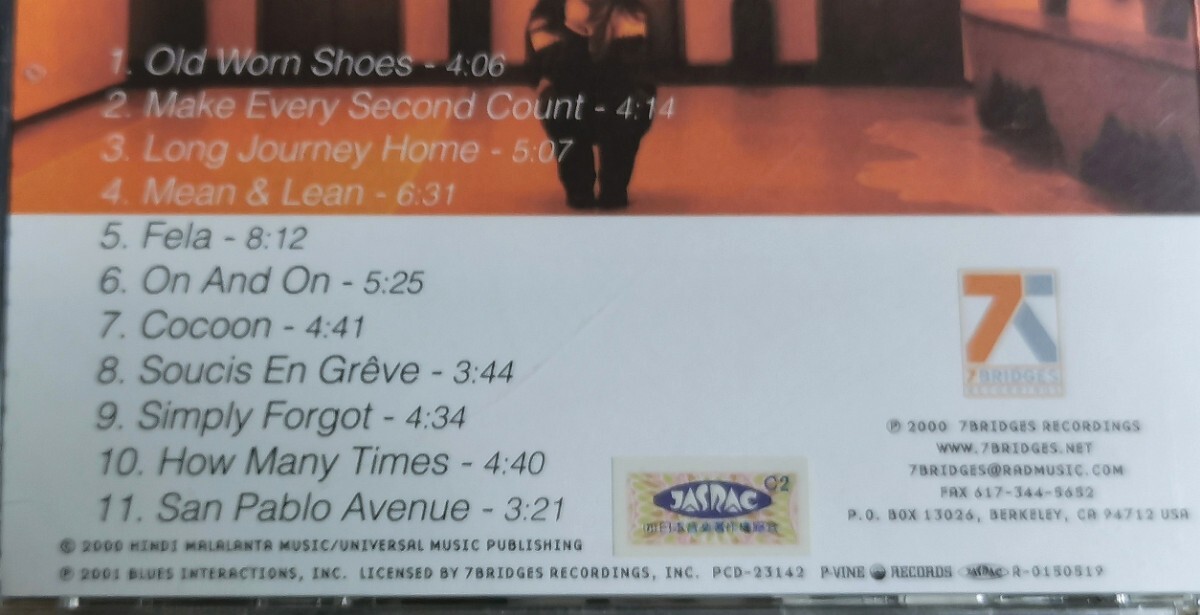 1. Old Worn Shoes - 4:06
2. Make Every Second Count - 4:14
3. Long Journey Home - 5:07
4. Mean & Lean - 6:31
5. Fela - 8:12
6. On And On - 5:25
7. Cocoon - 4:41
8. Soucis En Grêve - 3:44
9. Simply Forgot - 4:34
10. How Many Times - 4:40
11. San Pablo Avenue - 3:21
7BRIDGES
℗ 2000 7BRIDGES RECORDINGS
WWW.7BRIDGES.NET
7BRIDGES@RADMUSIC.COM
FAX 617-344-5652
P.O. BOX 13026, BERKELEY, CA 94712 USA
C2
JASRAC
© 2000 HINDI MALALANTA MUSIC/UNIVERSAL MUSIC PUBLISHING
℗ 2001 BLUES INTERACTIONS, INC. LICENSED BY 7BRIDGES RECORDINGS, INC. PCD-23142 P-VINE RECORDS JASRAC R-0150519